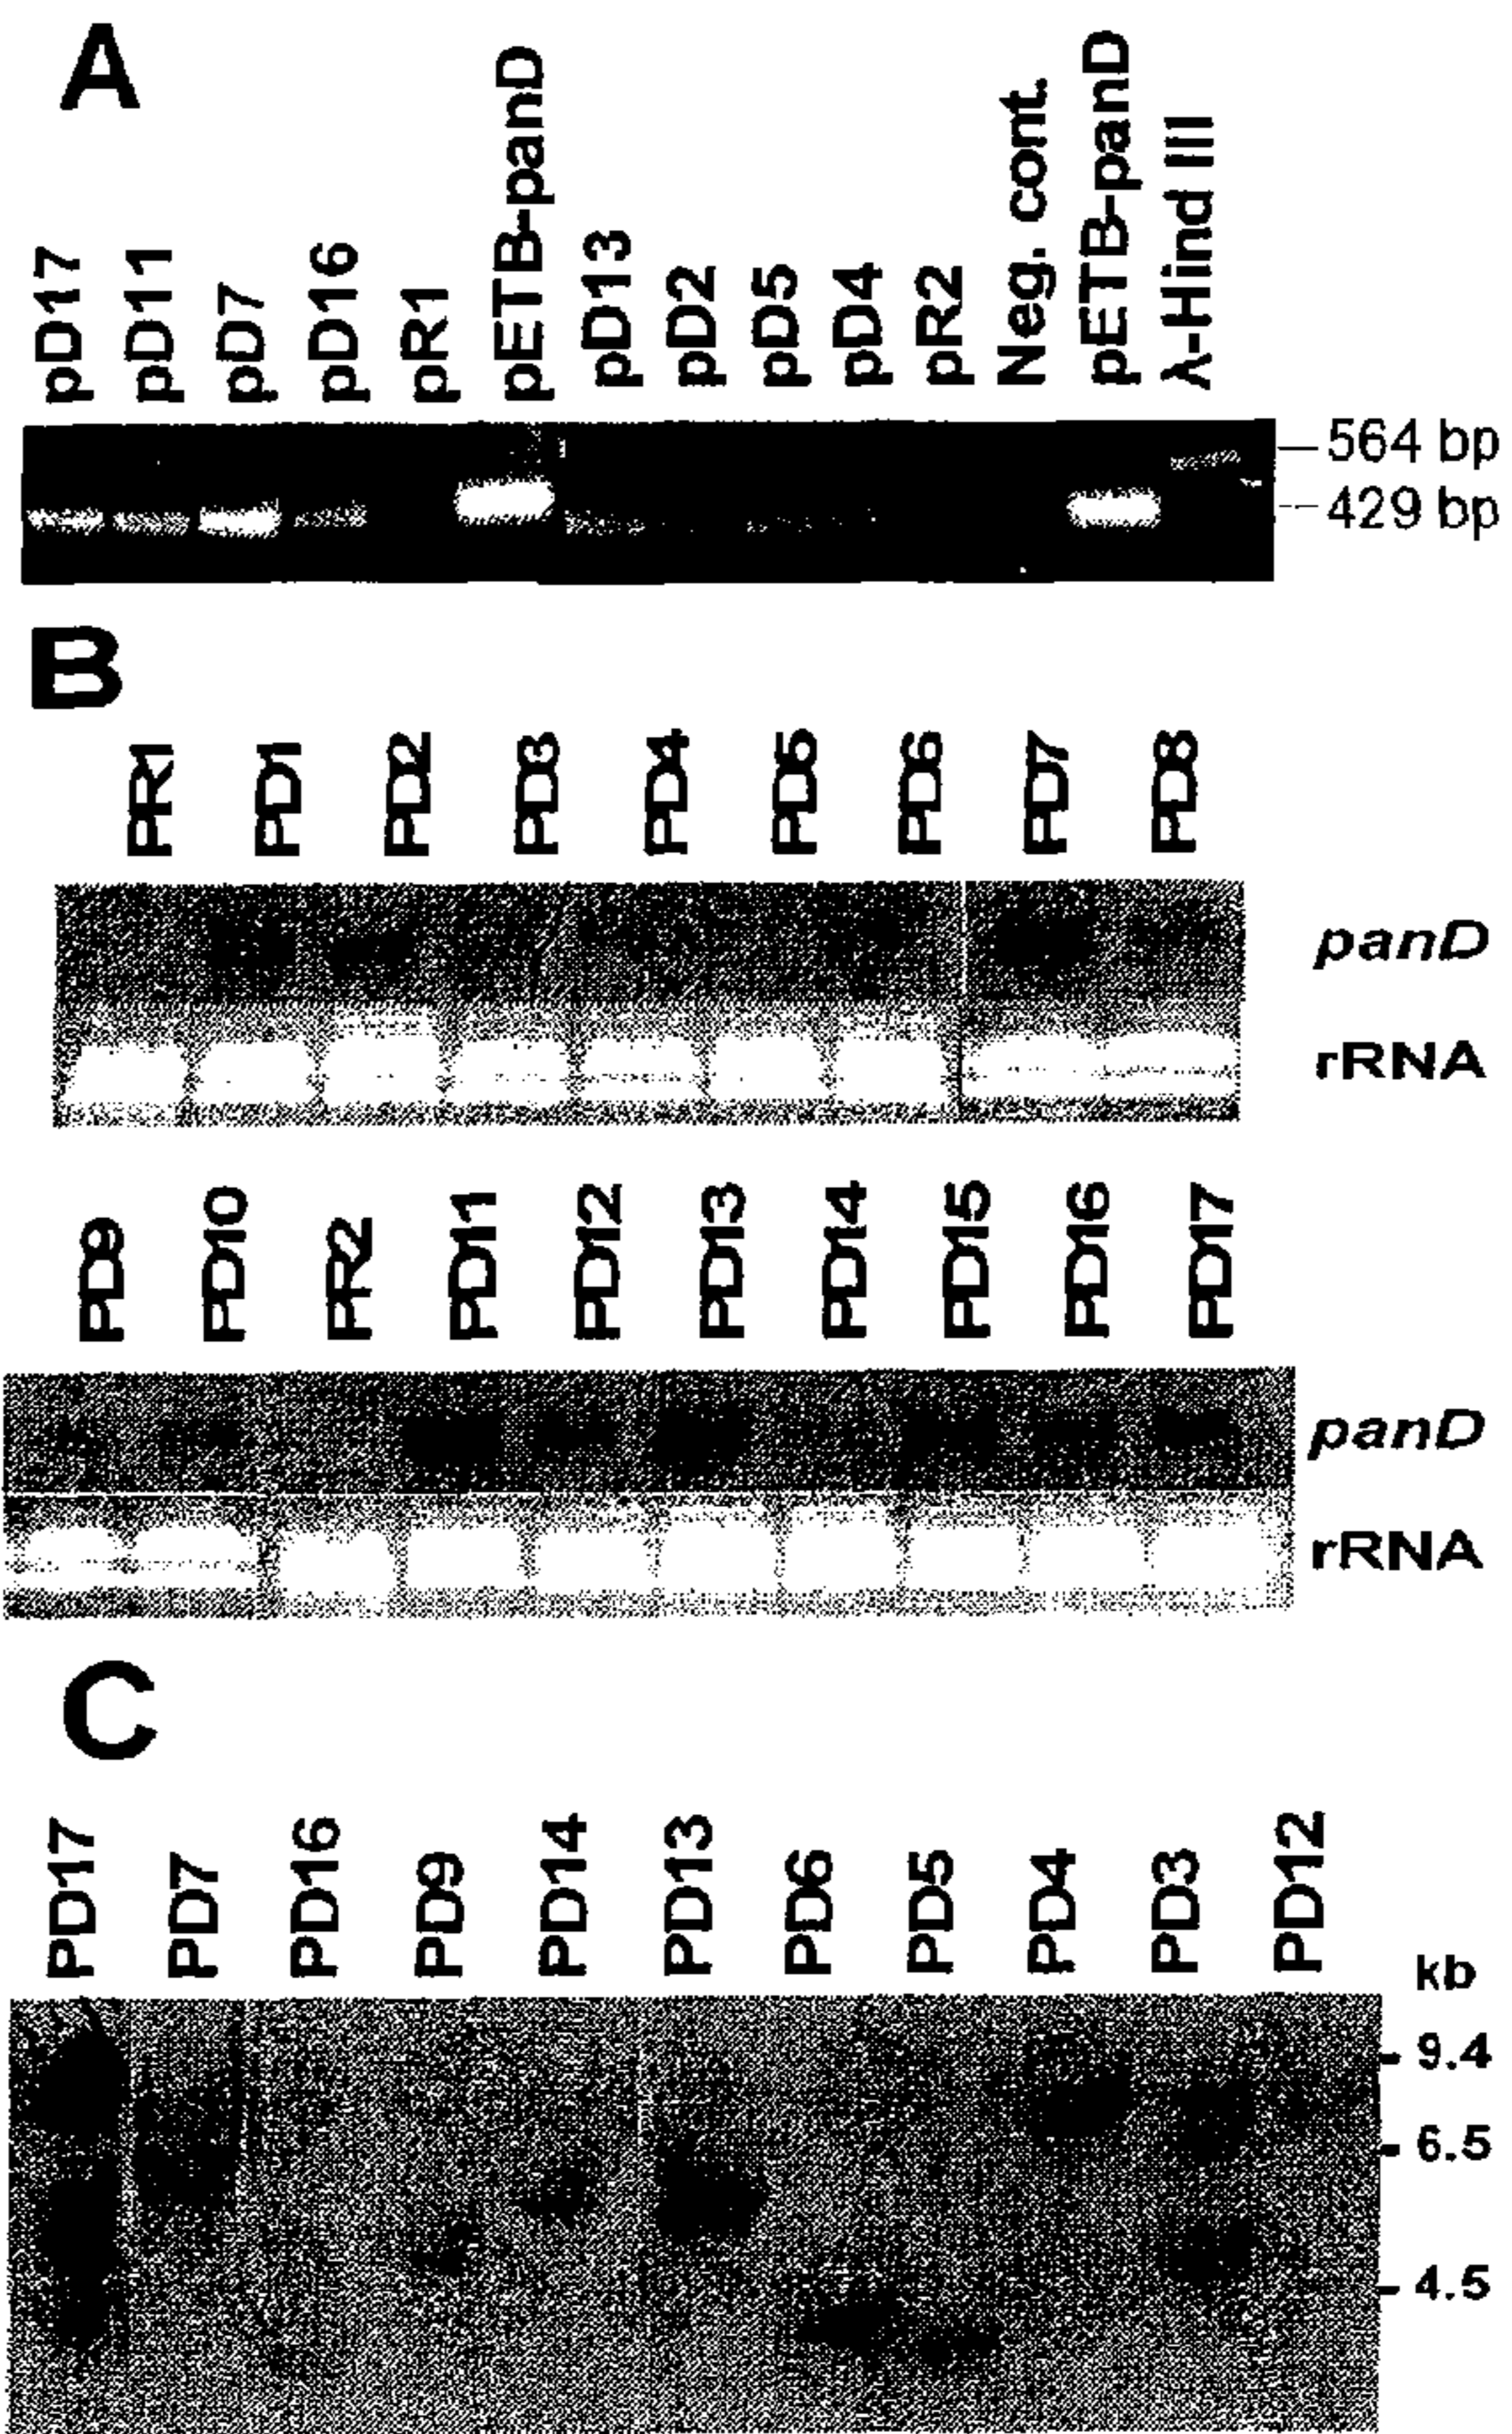 A
pD17 pD11 pD7 pD16 pR1 pETB-panD pD13 pD2 pD5 pD4 pR2 Neg. cont. pETB-panD λ-Hind III
564 bp
429 bp
B
PR1 PD1 PD2 PD3 PD4 PD5 PD6 PD7 PD8
panD
rRNA
PD9 PD10 PR2 PD11 PD12 PD13 PD14 PD15 PD16 PD17
panD
rRNA
C
PD17 PD7 PD16 PD9 PD14 PD13 PD6 PD5 PD4 PD3 PD12
kb
9.4
6.5
4.5